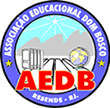 ASSOCIAÇÃO EDUCACIONAL DOM BOSCO
AEDB
RESENDE - RJ.